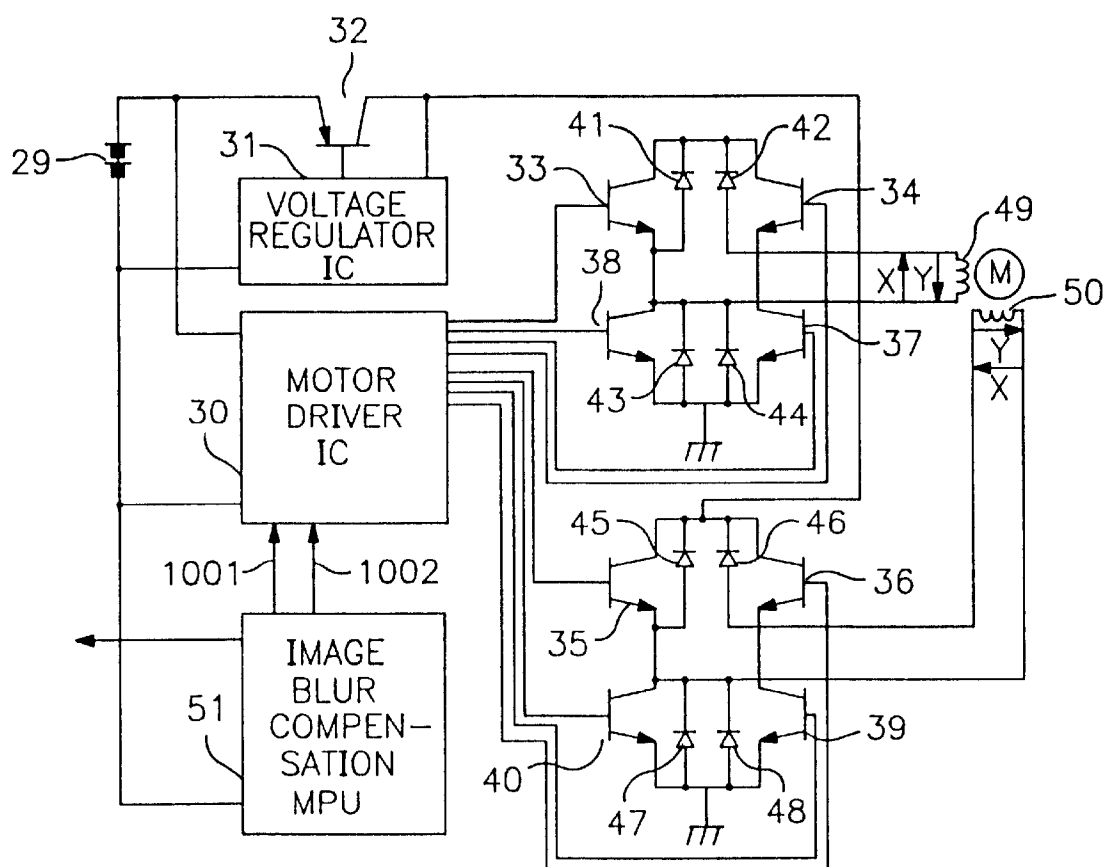 32
41
42
29
31
33
34
VOLTAGE
REGULATOR
IC
49
38
X
Y
M
50
37
Y
X
MOTOR
DRIVER
IC
30
43
44
45
46
1001
1002
36
35
IMAGE
BLUR
COMPEN-
SATION
MPU
51
39
40
47
48